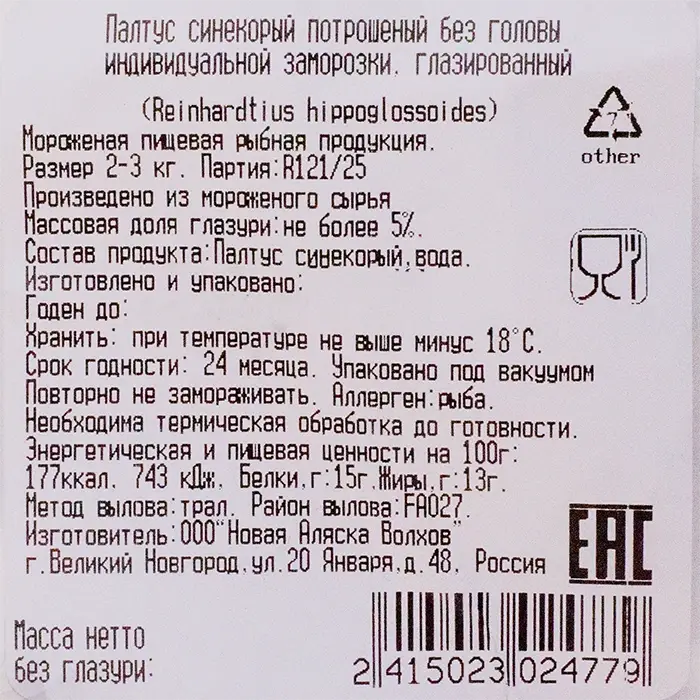 Палтус синекорый потрошеный без головы
индивидуальной заморозки, глазированный
(Reinhardtius hippoglossoides)
Мороженая пищевая рыбная продукция.
Размер 2-3 кг. Партия:R121/25
Произведено из мороженого сырья
Массовая доля глазури:не более 5%.
Состав продукта:Палтус синекорый,вода.
Изготовлено и упаковано:
Годен до:
Хранить: при температуре не выше минус 18°С.
Срок годности: 24 месяца. Упаковано под вакуумом
Повторно не замораживать. Аллерген:рыба.
Необходима термическая обработка до готовности.
Энергетическая и пищевая ценности на 100г:
177ккал, 743 кДж, Белки,г:15г,Жиры,г:13г.
Метод вылова:трал. Район вылова:FAO27.
Изготовитель:ООО"Новая Аляска Волхов"
г.Великий Новгород,ул.20 Января,д.48, Россия
Масса нетто
без глазури:
7
other
EAC
2 415023 024779